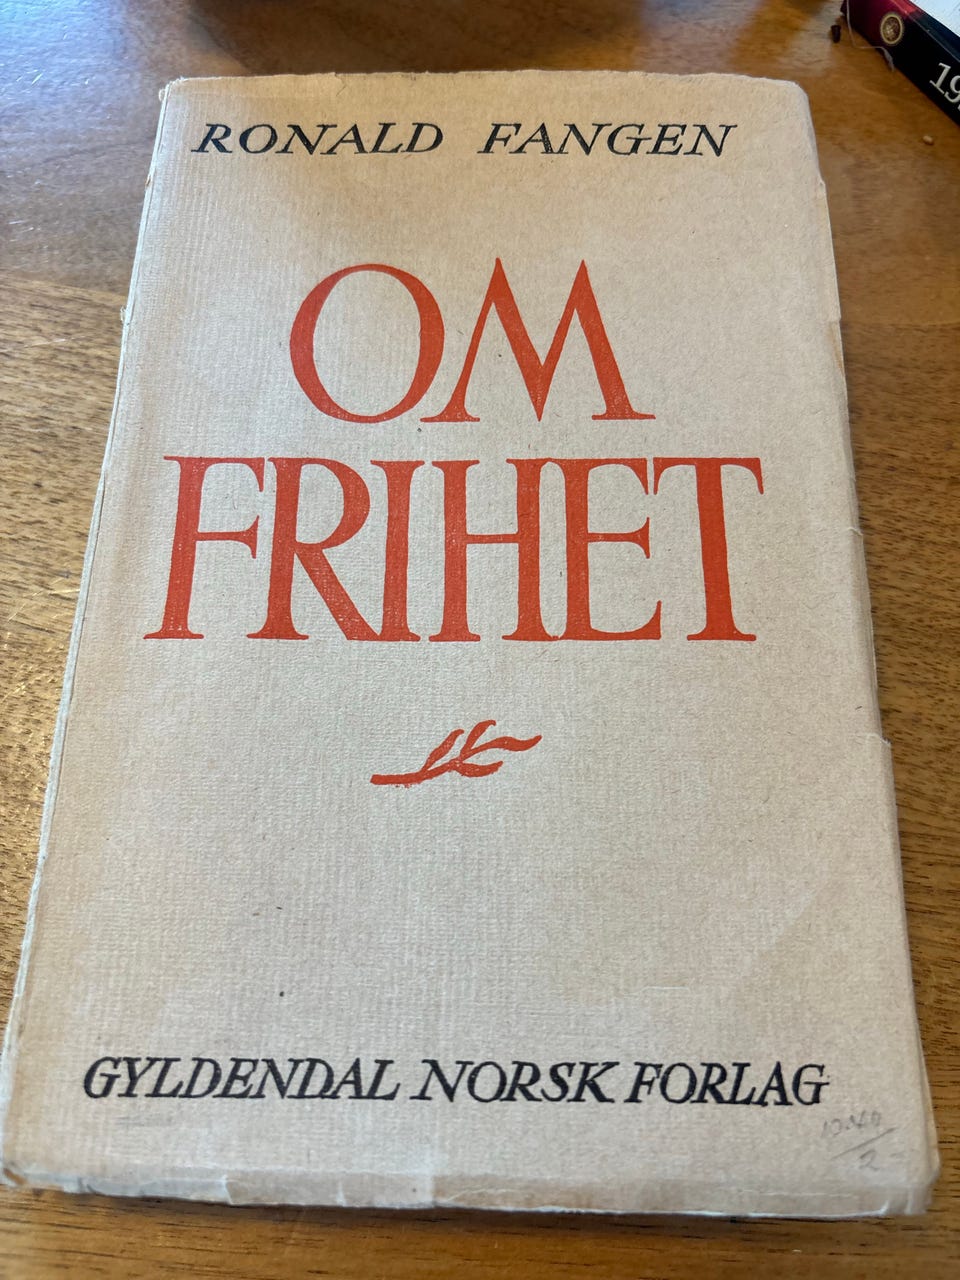 RONALD FANGEN
OM
FRIHET
GYLDENDAL NORSK FORLAG